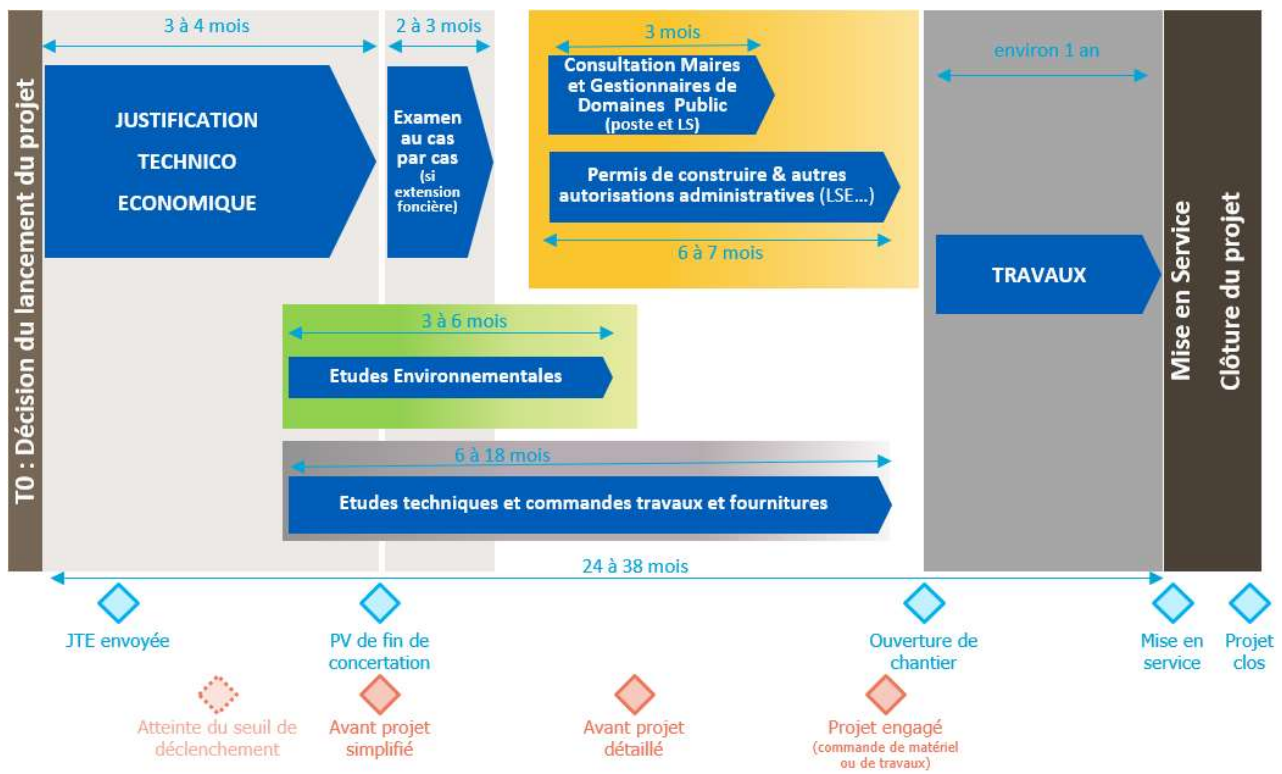 T0 : Décision du lancement du projet
3 à 4 mois
JUSTIFICATION
TECHNICO
ECONOMIQUE
2 à 3 mois
Examen
au cas
par cas
(si
extension
foncière)
3 mois
Consultation Maires
et Gestionnaires de
Domaines Public
(poste et LS)
Permis de construire & autres
autorisations administratives (LSE...)
6 à 7 mois
environ 1 an
TRAVAUX
Mise en Service
Clôture du projet
3 à 6 mois
Etudes Environnementales
6 à 18 mois
Etudes techniques et commandes travaux et fournitures
24 à 38 mois
JTE envoyée
PV de fin de
concertation
Ouverture de
chantier
Mise en
service
Projet
clos
Atteinte du seuil de
déclenchement
Avant projet
simplifié
Avant projet
détaillé
Projet engagé
(commande de matériel
ou de travaux)